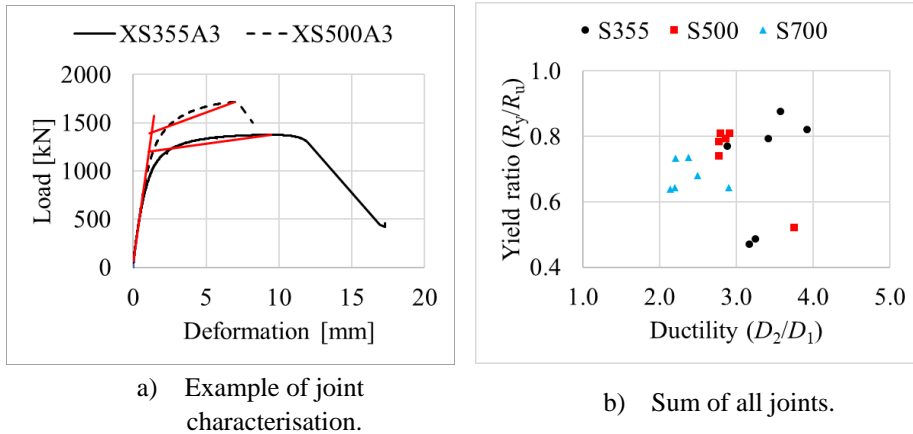 XS355A3 XS500A3
2000
1500
1000
500
0
Load [kN]
0 5 10 15 20
Deformation [mm]
a) Example of joint
characterisation.
S355 S500 S700
1.0
0.8
0.6
0.4
Yield ratio (Ry/Ru)
1.0 2.0 3.0 4.0 5.0
Ductility (D2/D1)
b) Sum of all joints.